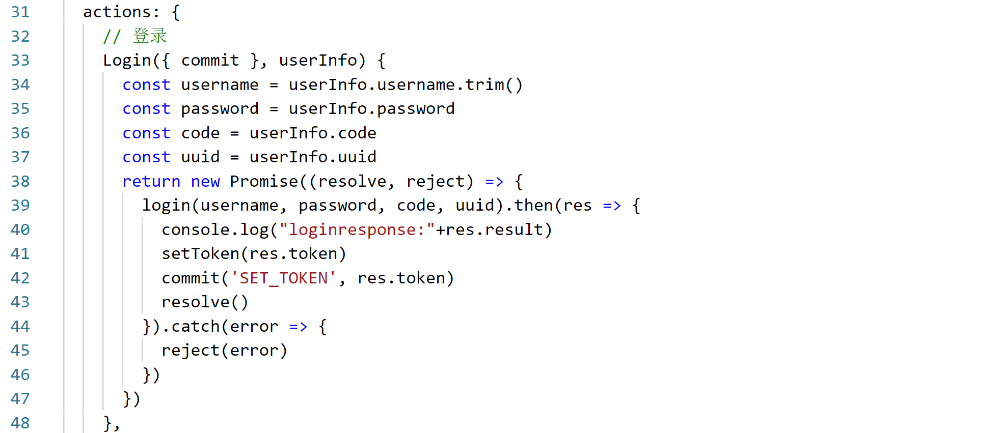 31 actions: {
32 // 登录
33 Login({ commit }, userInfo) {
34 const username = userInfo.username.trim()
35 const password = userInfo.password
36 const code = userInfo.code
37 const uuid = userInfo.uuid
38 return new Promise((resolve, reject) => {
39 login(username, password, code, uuid).then(res => {
40 console.log("loginresponse:"+res.result)
41 setToken(res.token)
42 commit('SET_TOKEN', res.token)
43 resolve()
44 }).catch(error => {
45 reject(error)
46 })
47 })
48 },